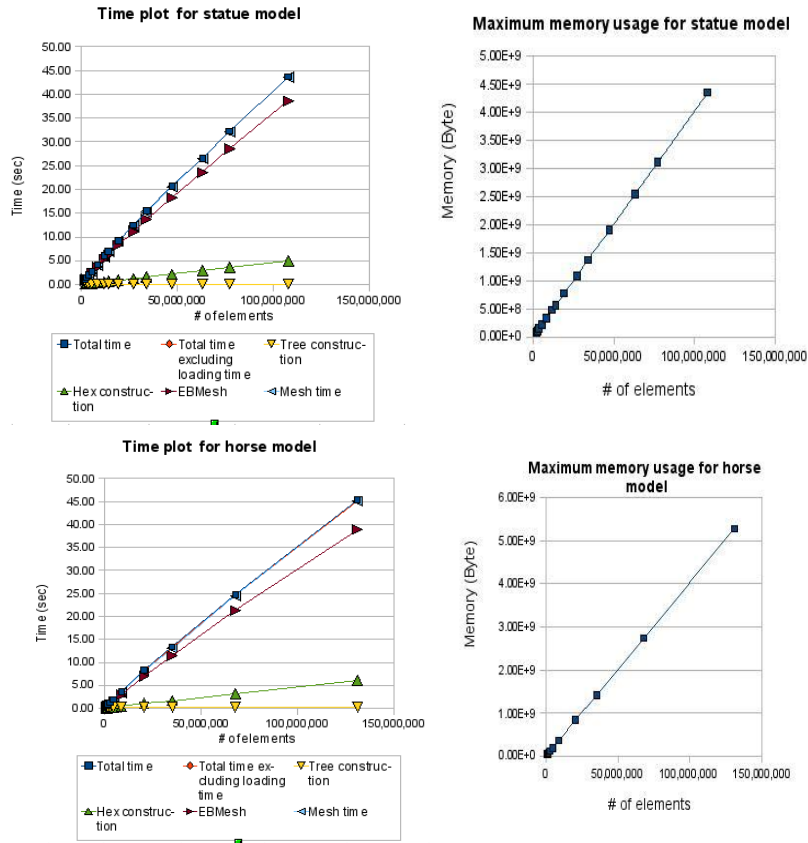 Time plot for statue model
50.00
45.00
40.00
35.00
30.00
25.00
20.00
15.00
10.00
5.00
0.00
Time (sec)
0
50,000,000
100,000,000
150,000,000
# of elements
Total time
Total time excluding loading time
Tree construc-
tion
Hex construc-
tion
EBMesh
Mesh time
Maximum memory usage for statue model
5.00E+9
4.50E+9
4.00E+9
3.50E+9
3.00E+9
2.50E+9
2.00E+9
1.50E+9
1.00E+9
5.00E+8
0.00E+0
Memory (Byte)
0
50,000,000
100,000,000
150,000,000
# of elements
Time plot for horse model
50.00
45.00
40.00
35.00
30.00
25.00
20.00
15.00
10.00
5.00
0.00
Time (sec)
0
50,000,000
100,000,000
150,000,000
# of elements
Total time
Total time ex-
cluding loading
time
Tree construc-
tion
Hex construc-
tion
EBMesh
Mesh time
Maximum memory usage for horse
model
6.00E+9
5.00E+9
4.00E+9
3.00E+9
2.00E+9
1.00E+9
0.00E+0
Memory (Byte)
0
50,000,000
100,000,000
150,000,000
# of elements